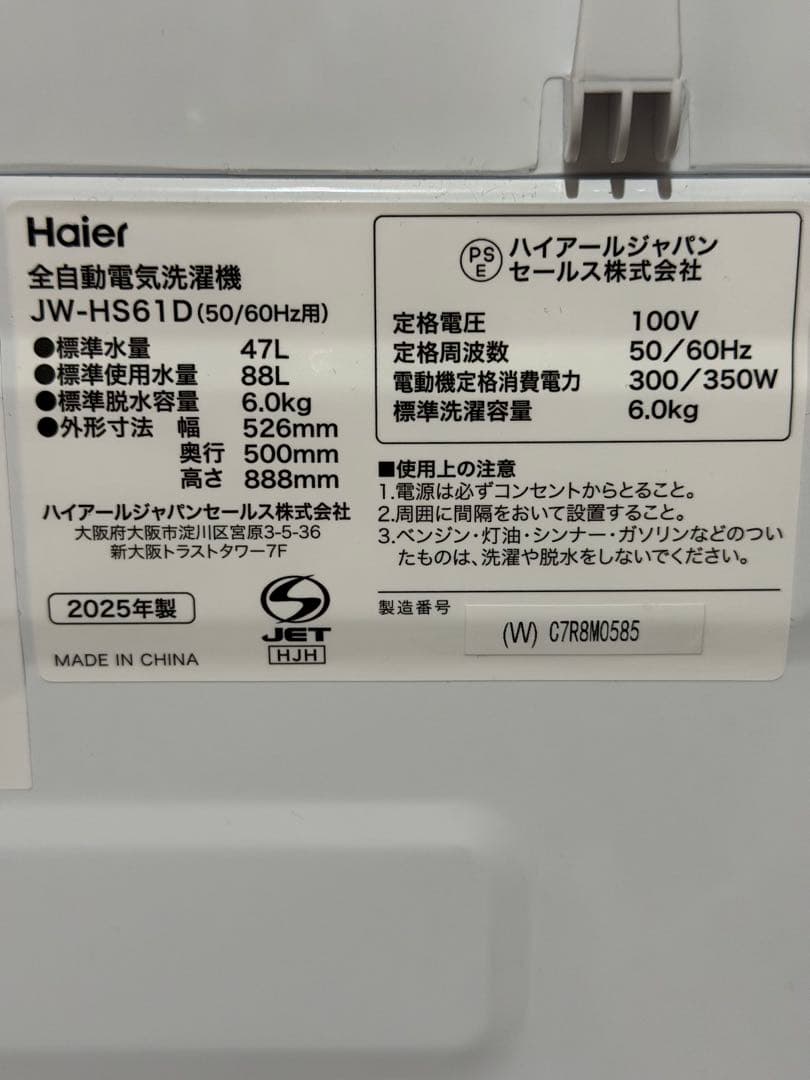 Haier
全自動電気洗濯機
JW-HS61D(50/60Hz用)
●標準水量 47L
●標準使用水量 88L
●標準脱水容量 6.0kg
●外形寸法 幅 526mm
奥行 500mm
高さ 888mm
ハイアールジャパンセールス株式会社
大阪府大阪市淀川区宮原3-5-36
新大阪トラストタワー7F
2025年製
MADE IN CHINA
JET
HJH
PS
E
ハイアールジャパン
セールス株式会社
定格電圧 100V
定格周波数 50/60Hz
電動機定格消費電力 300/350W
標準洗濯容量 6.0kg
■使用上の注意
1.電源は必ずコンセントからとること。
2.周囲に間隔をおいて設置すること。
3.ベンジン・灯油・シンナー・ガソリンなどのつい
たものは、洗濯や脱水をしないでください。
製造番号
(W) C7R8M0585